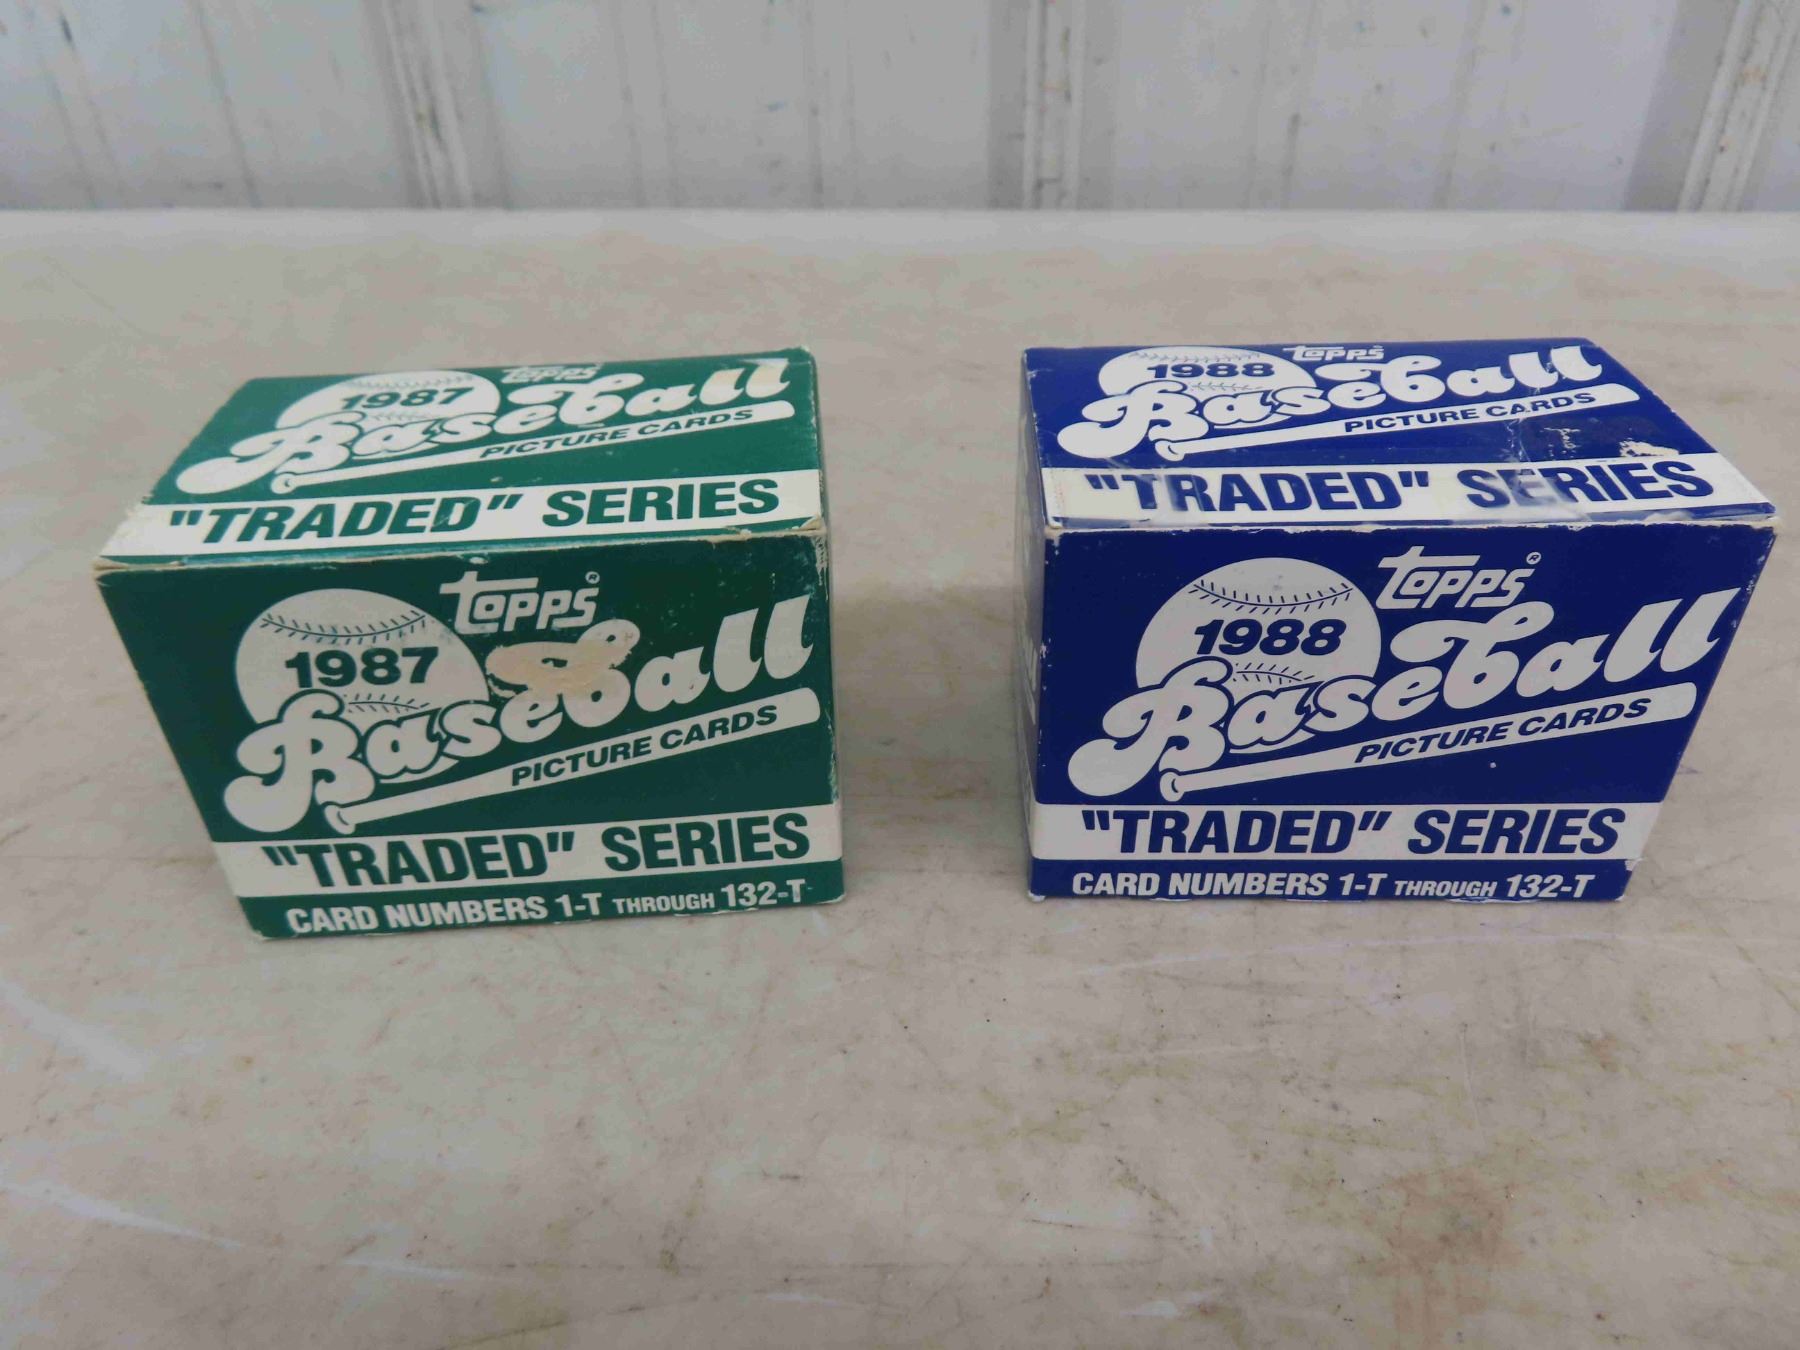 topps
1987
Baseball
PICTURE CARDS
"TRADED" SERIES
topps®
1987
Baseball
PICTURE CARDS
"TRADED" SERIES
CARD NUMBERS 1-T THROUGH 132-T
topps
1988
Baseball
PICTURE CARDS
"TRADED" SERIES
topps®
1988
Baseball
PICTURE CARDS
"TRADED" SERIES
CARD NUMBERS 1-T THROUGH 132-T